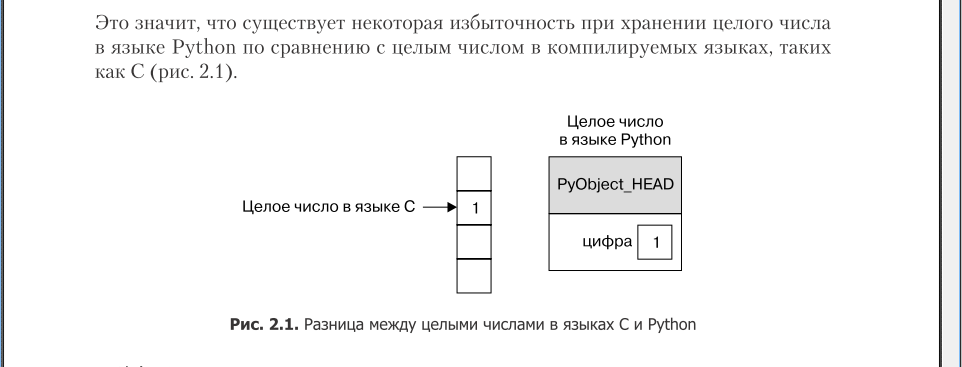 Это значит, что существует некоторая избыточность при хранении целого числа
в языке Python по сравнению с целым числом в компилируемых языках, таких
как C (рис. 2.1).
Целое число
в языке Python
PyObject_HEAD
Целое число в языке C
1
цифра 1
Рис. 2.1. Разница между целыми числами в языках C и Python